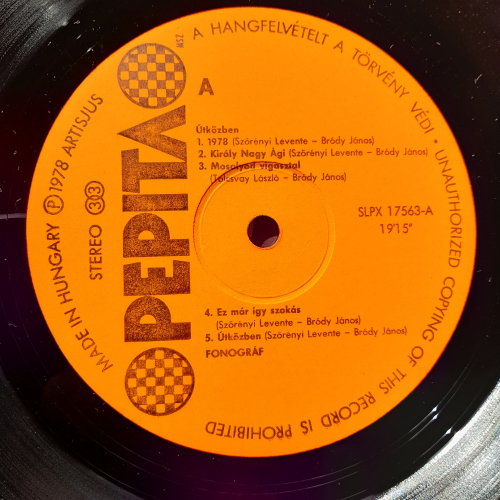 A HANGFELVÉTELT A TÖRVÉNY VÉDI • UNAUTHORIZED COPYING OF THIS RECORD IS PROHIBITED
MADE IN HUNGARY Ⓟ 1978 ARTISJUS
STEREO 33
PEPITA
MSZ
A
Útközben
1. 1978 (Szörényi Levente – Bródy János)
2. Király Nagy Ági (Szörényi Levente – Bródy János)
3. Mosolyod vigasztal
(Tolcsvay László – Bródy János)
SLPX 17563-A
19'15"
4. Ez már így szokás
(Szörényi Levente – Bródy János)
5. Útközben (Szörényi Levente – Bródy János)
FONOGRÁF